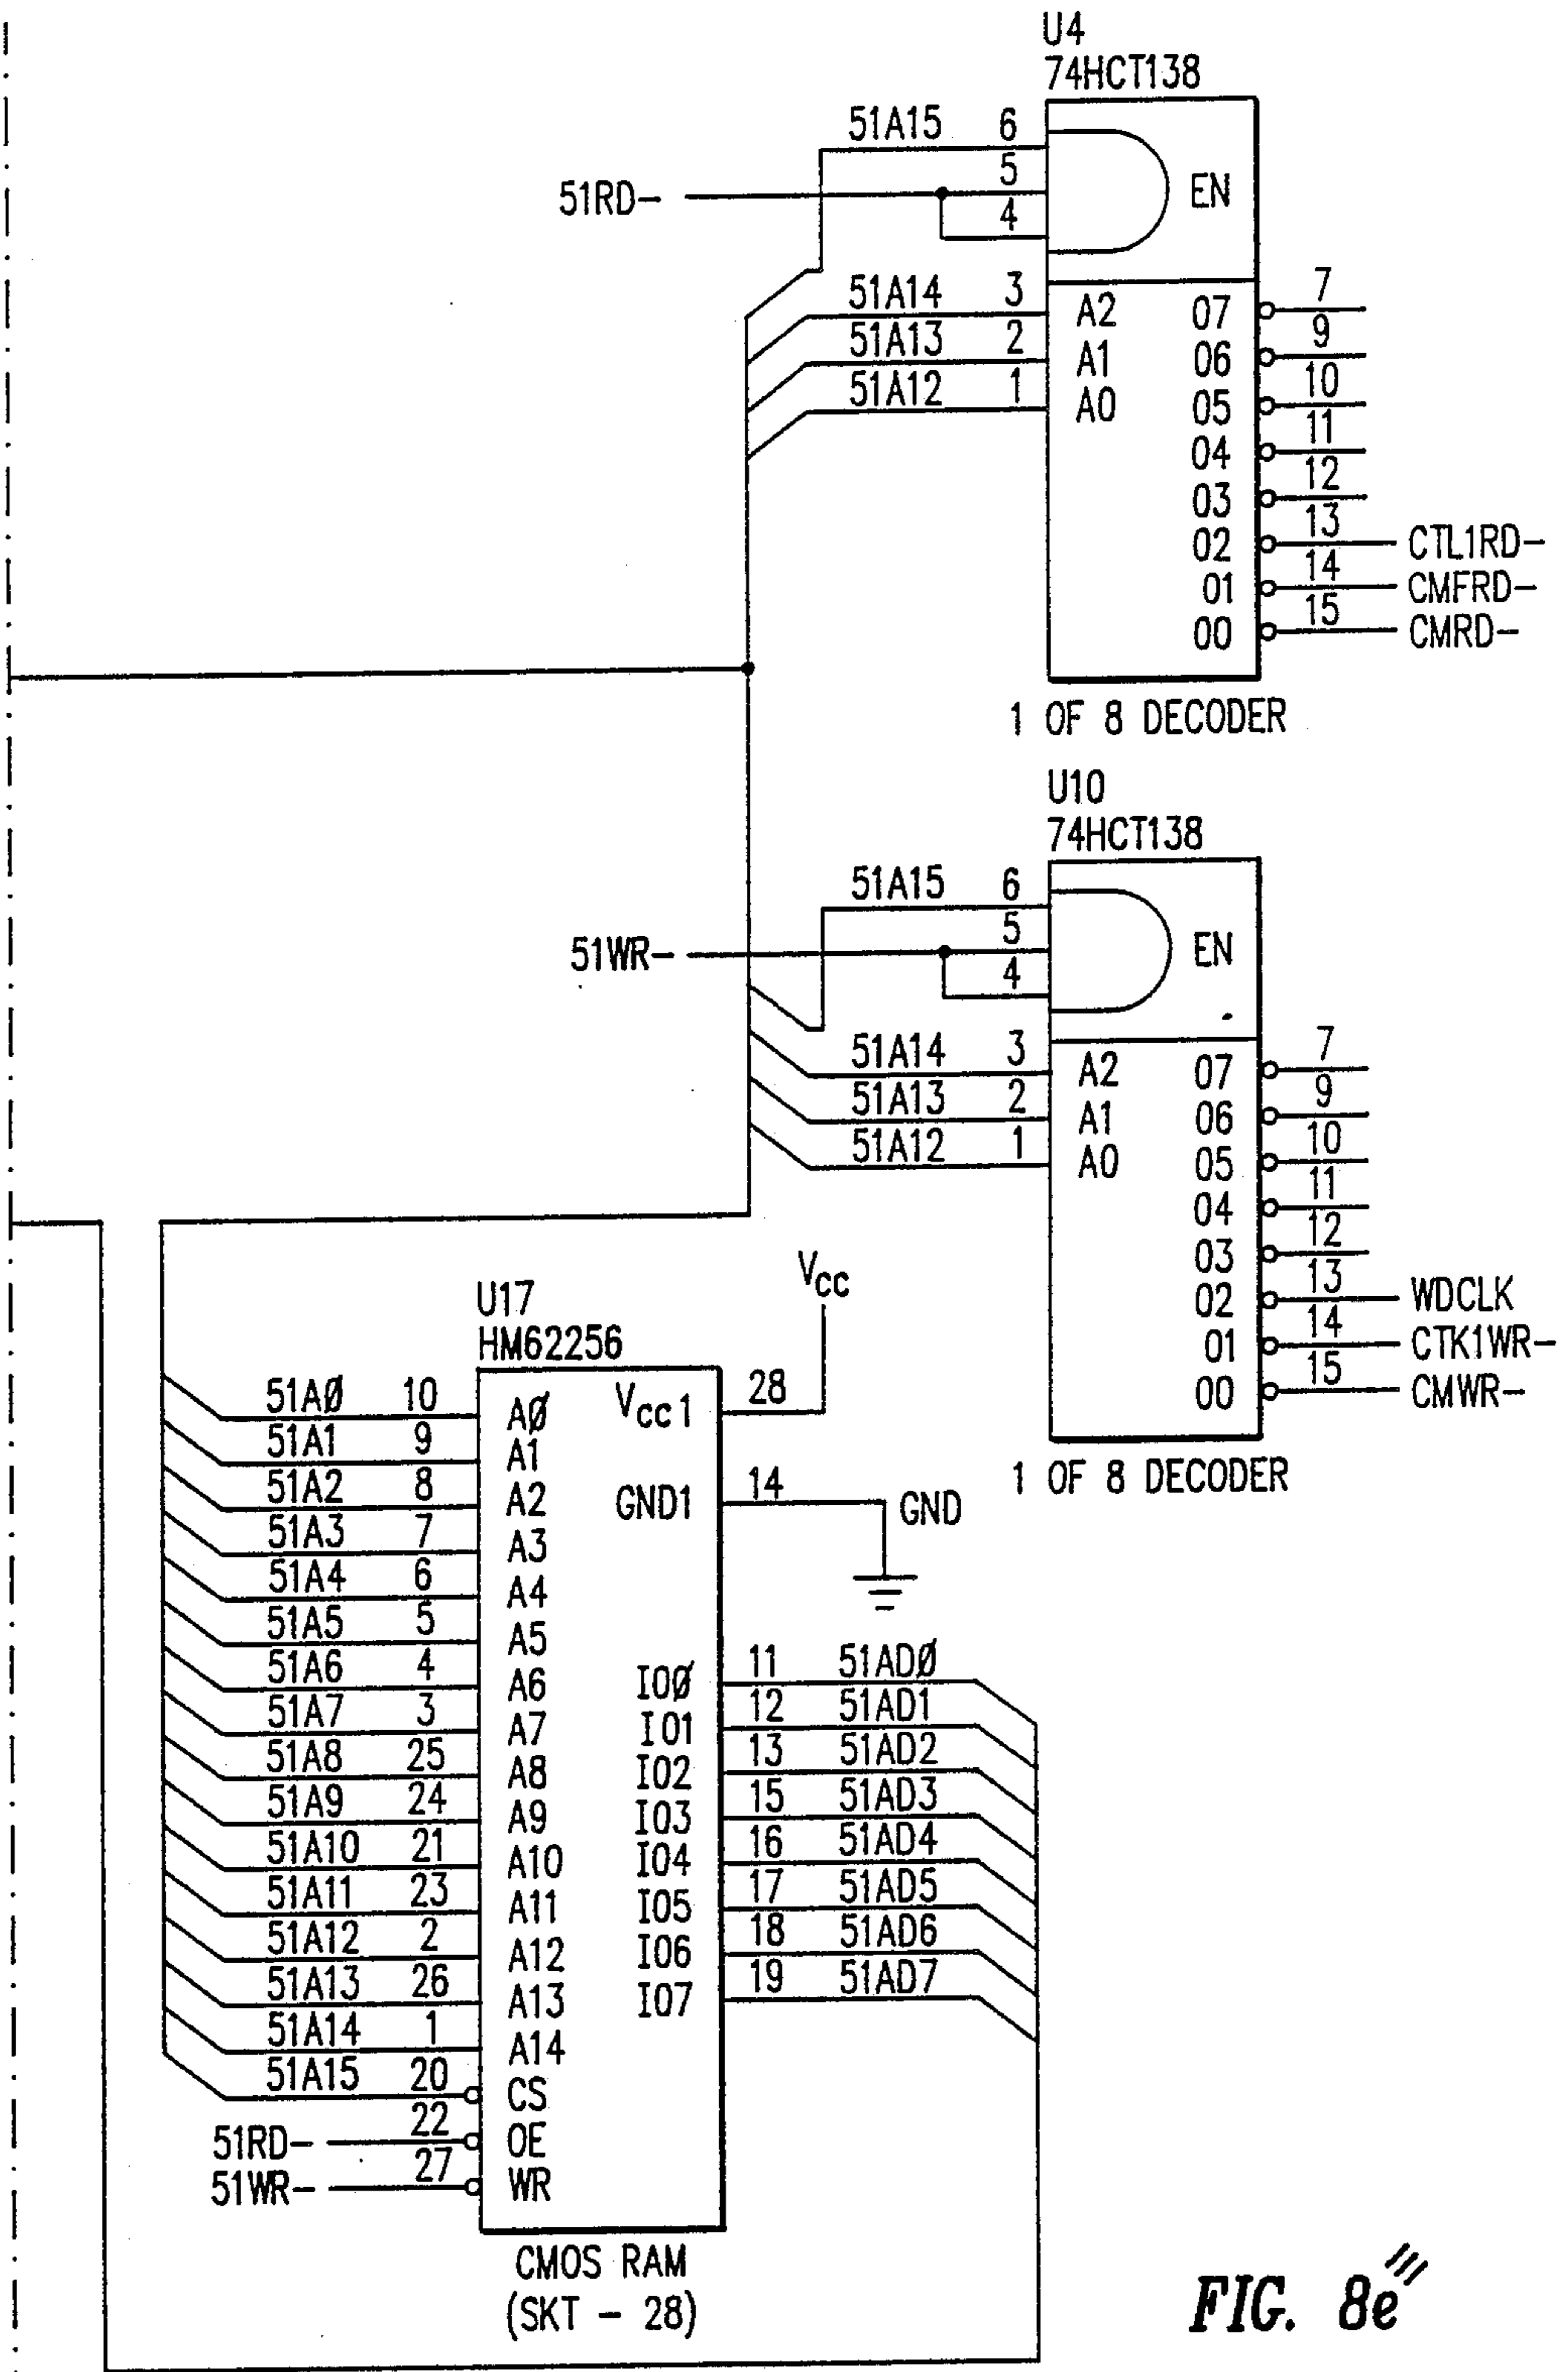 U4
74HCT138
51A15 6
51RD- 5
4
EN
51A14 3 A2 07 7
51A13 2 A1 06 9
51A12 1 A0 05 10
04 11
03 12
02 13 CTL1RD-
01 14 CMFRD-
00 15 CMRD-
1 OF 8 DECODER
U10
74HCT138
51A15 6
51WR- 5
4
EN
51A14 3 A2 07 7
51A13 2 A1 06 9
51A12 1 A0 05 10
04 11
03 12
02 13 WDCLK
01 14 CTK1WR-
00 15 CMWR-
1 OF 8 DECODER
U17
HM62256
Vcc
51AØ 10 AØ Vcc1 28
51A1 9 A1
51A2 8 A2 GND1 14 GND
51A3 7 A3
51A4 6 A4
51A5 5 A5
51A6 4 A6 IOØ 11 51ADØ
51A7 3 A7 IO1 12 51AD1
51A8 25 A8 IO2 13 51AD2
51A9 24 A9 IO3 15 51AD3
51A10 21 A10 IO4 16 51AD4
51A11 23 A11 IO5 17 51AD5
51A12 2 A12 IO6 18 51AD6
51A13 26 A13 IO7 19 51AD7
51A14 1 A14
51A15 20 CS
51RD- 22 OE
51WR- 27 WR
CMOS RAM
(SKT - 28)
FIG. 8e'''